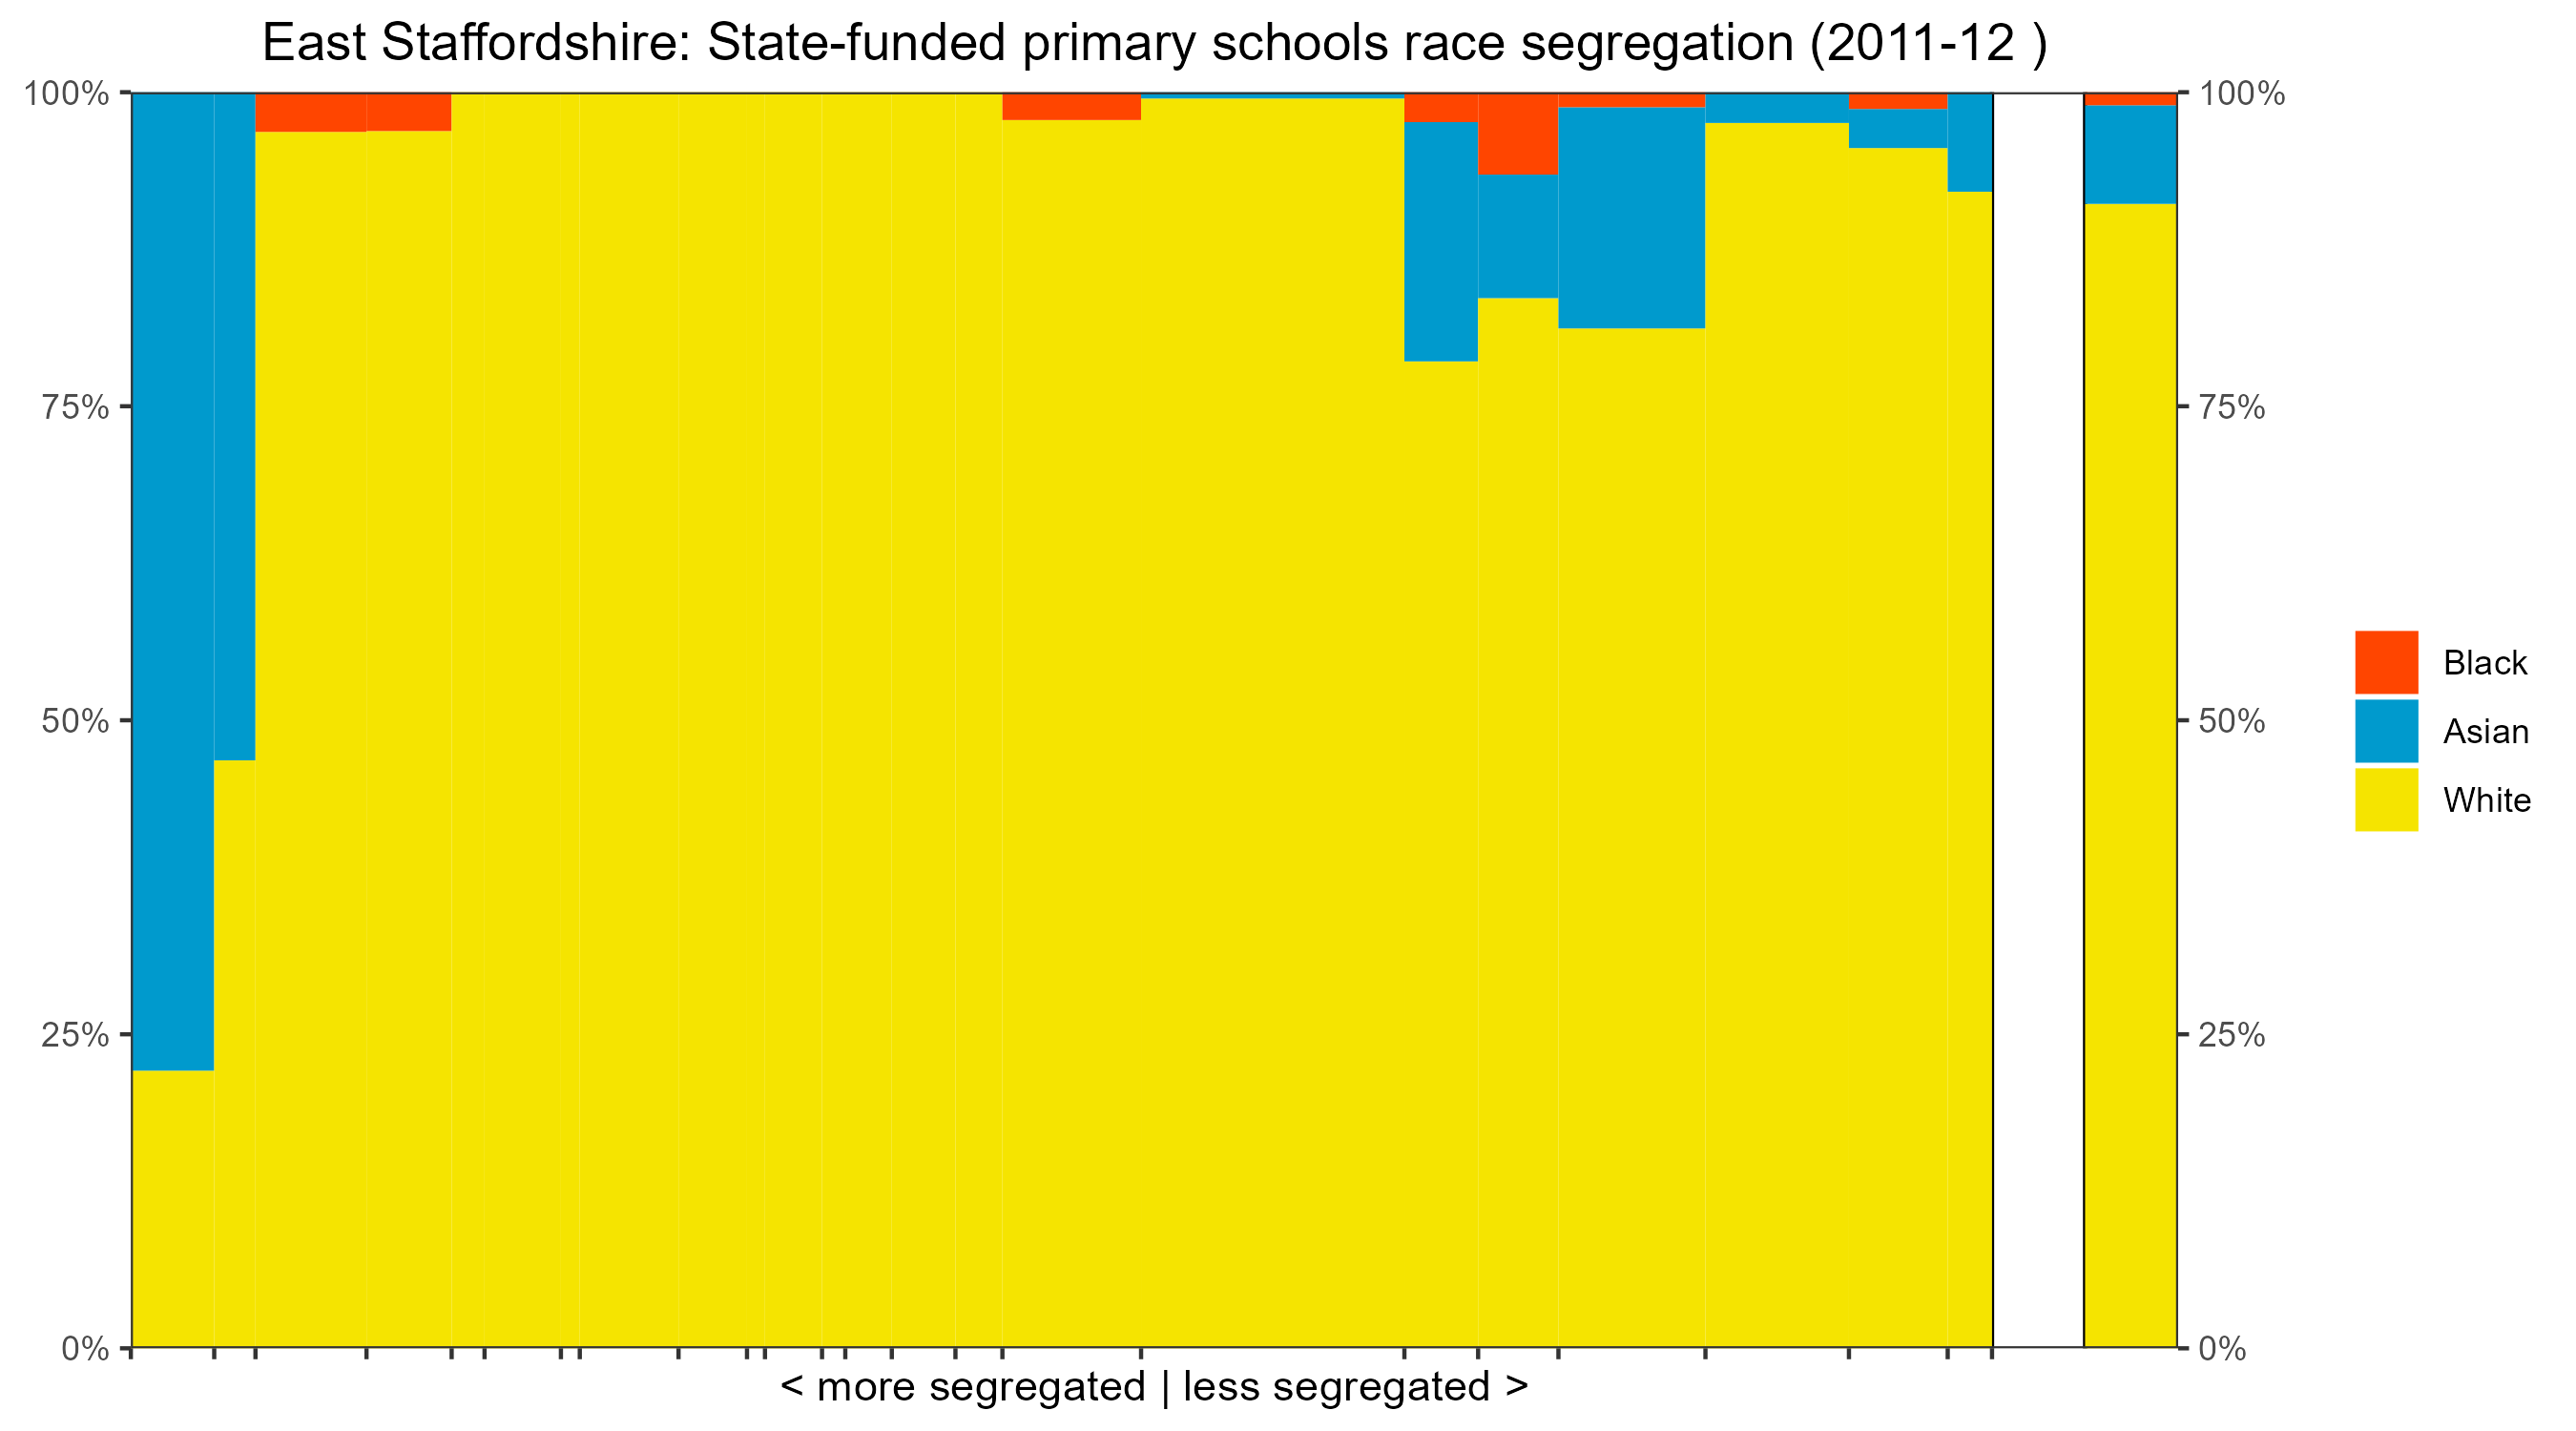 East Staffordshire: State-funded primary schools race segregation (2011-12 )
100%
75%
50%
25%
0%
100%
75%
50%
25%
0%
Black
Asian
White
< more segregated | less segregated >